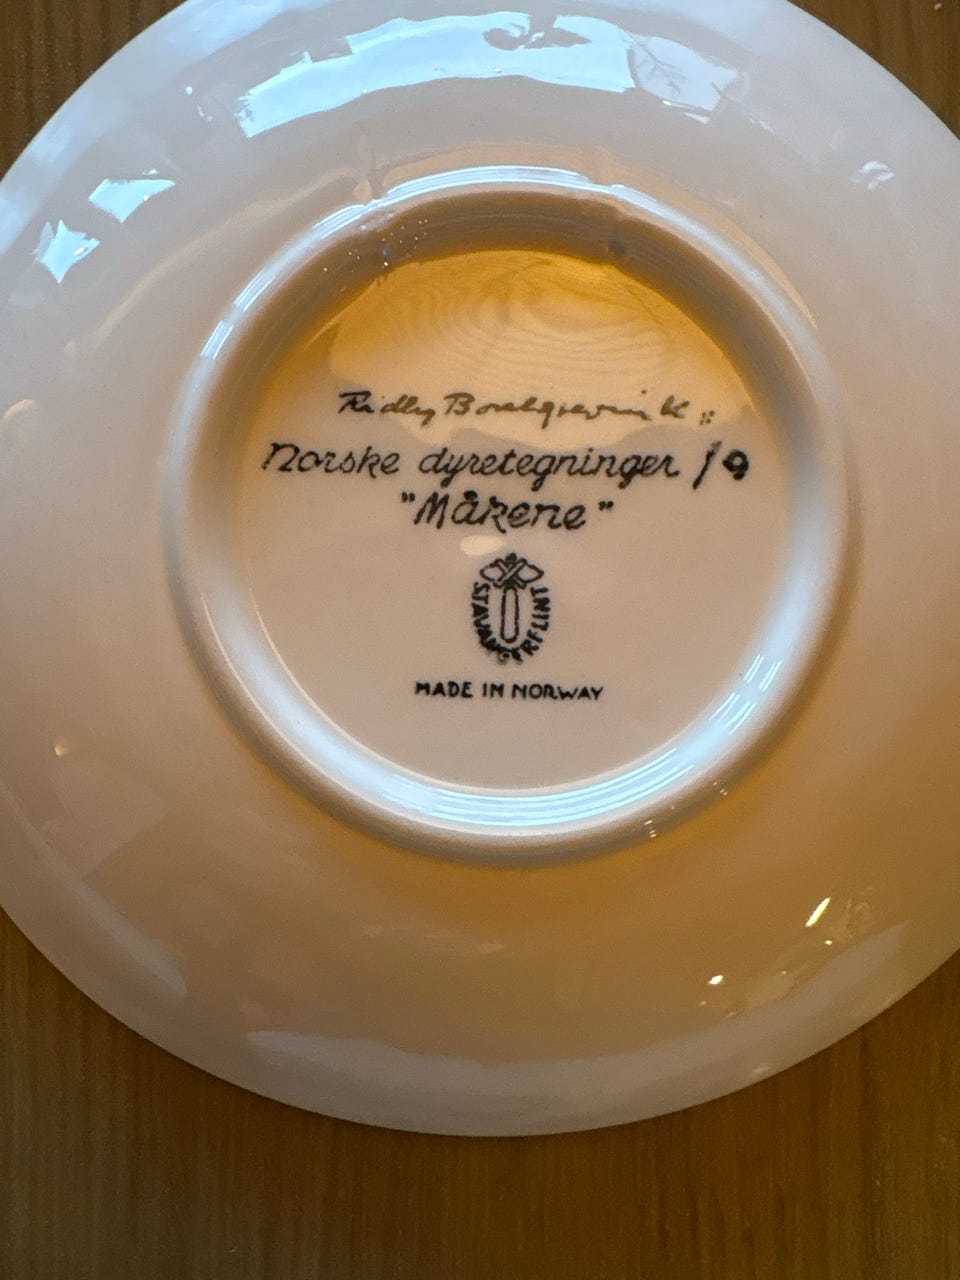 Ridley Borchgrevink
Norske dyretegninger / 9
"Måkene"
STAVANGERFLINT
MADE IN NORWAY